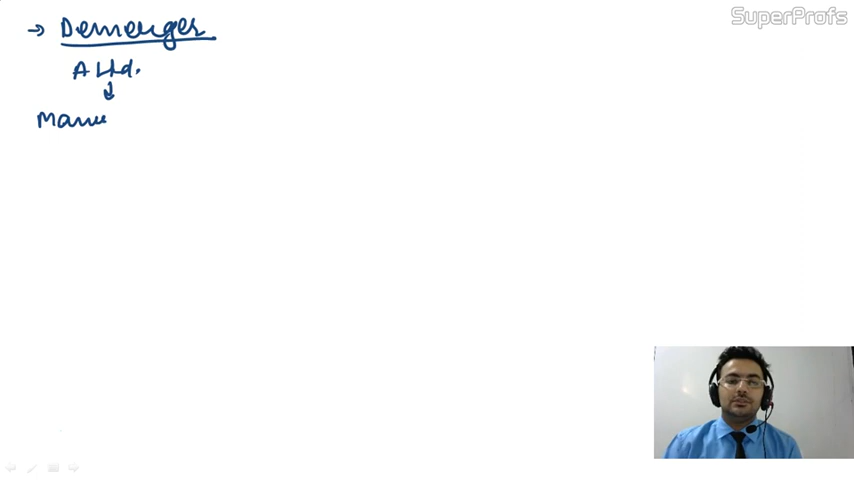 SuperProfs
→ Demerger
A Ltd.
↓
Manu